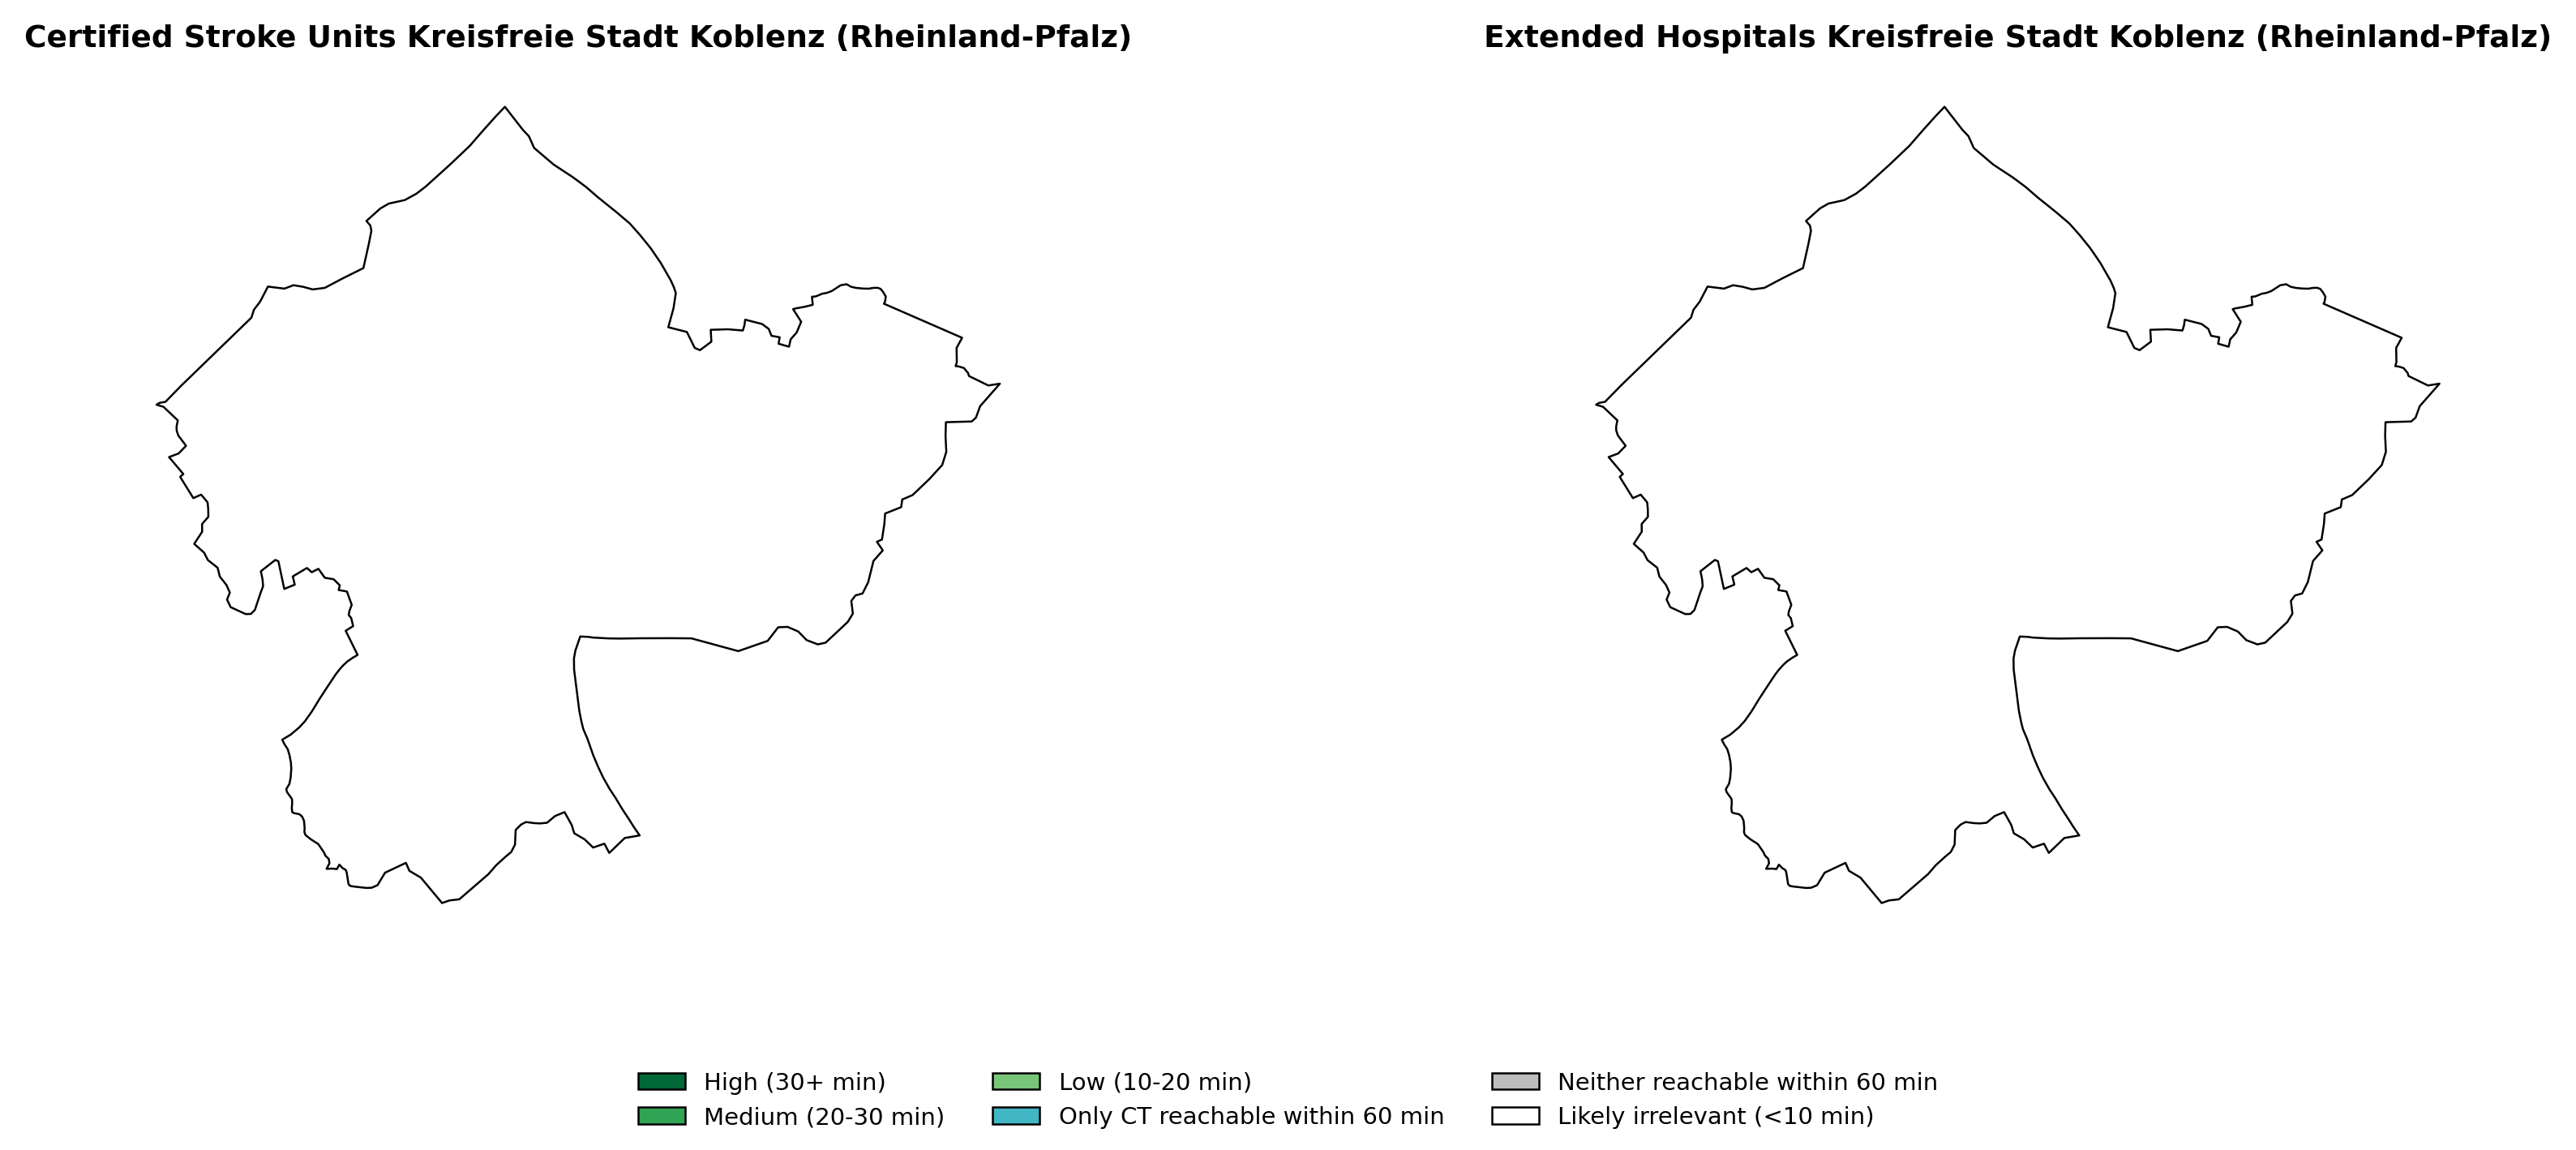 Certified Stroke Units Kreisfreie Stadt Koblenz (Rheinland-Pfalz)
Extended Hospitals Kreisfreie Stadt Koblenz (Rheinland-Pfalz)
High (30+ min)
Medium (20-30 min)
Low (10-20 min)
Only CT reachable within 60 min
Neither reachable within 60 min
Likely irrelevant (<10 min)